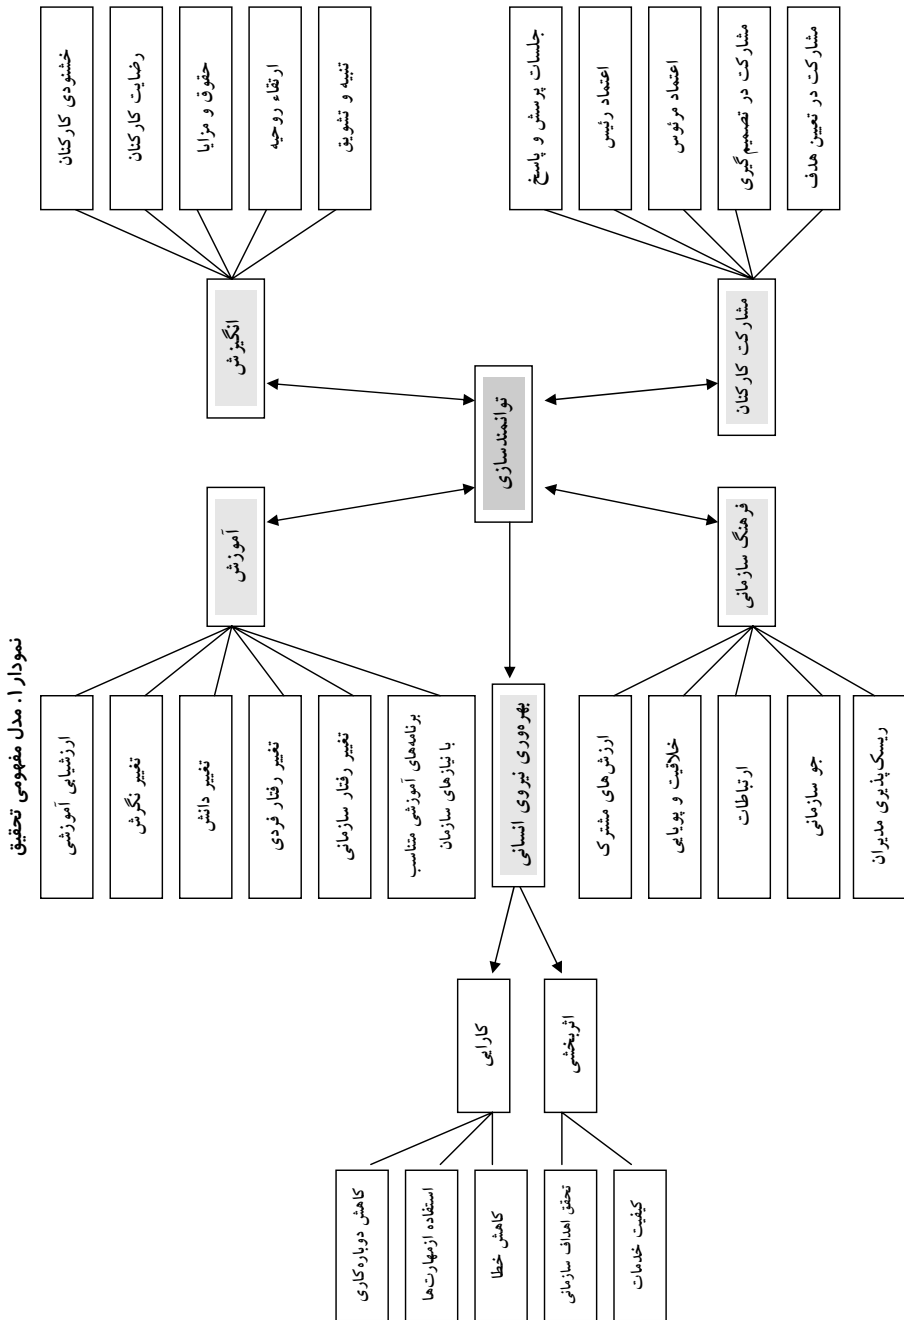 نمودار ۱. مدل مفهومی تحقیق
خشنودی کارکنان
رضایت کارکنان
حقوق و مزایا
ارتقاء روحیه
تنبیه و تشویق
انگیزش
جلسات پرسش و پاسخ
اعتماد رئیس
اعتماد مرئوس
مشارکت در تصمیم‌گیری
مشارکت در تعیین هدف
مشارکت کارکنان
توانمندسازی
آموزش
ارزشیابی آموزشی
تغییر نگرش
تغییر دانش
تغییر رفتار فردی
تغییر رفتار سازمانی
برنامه‌های آموزشی متناسب
با نیازهای سازمان
فرهنگ سازمانی
ارزش‌های مشترک
خلاقیت و پویایی
ارتباطات
جو سازمانی
ریسک‌پذیری مدیران
بهره‌وری نیروی انسانی
کارایی
اثربخشی
کاهش دوباره‌کاری
استفاده ازمهارت‌ها
کاهش خطا
تحقق اهداف سازمانی
کیفیت خدمات